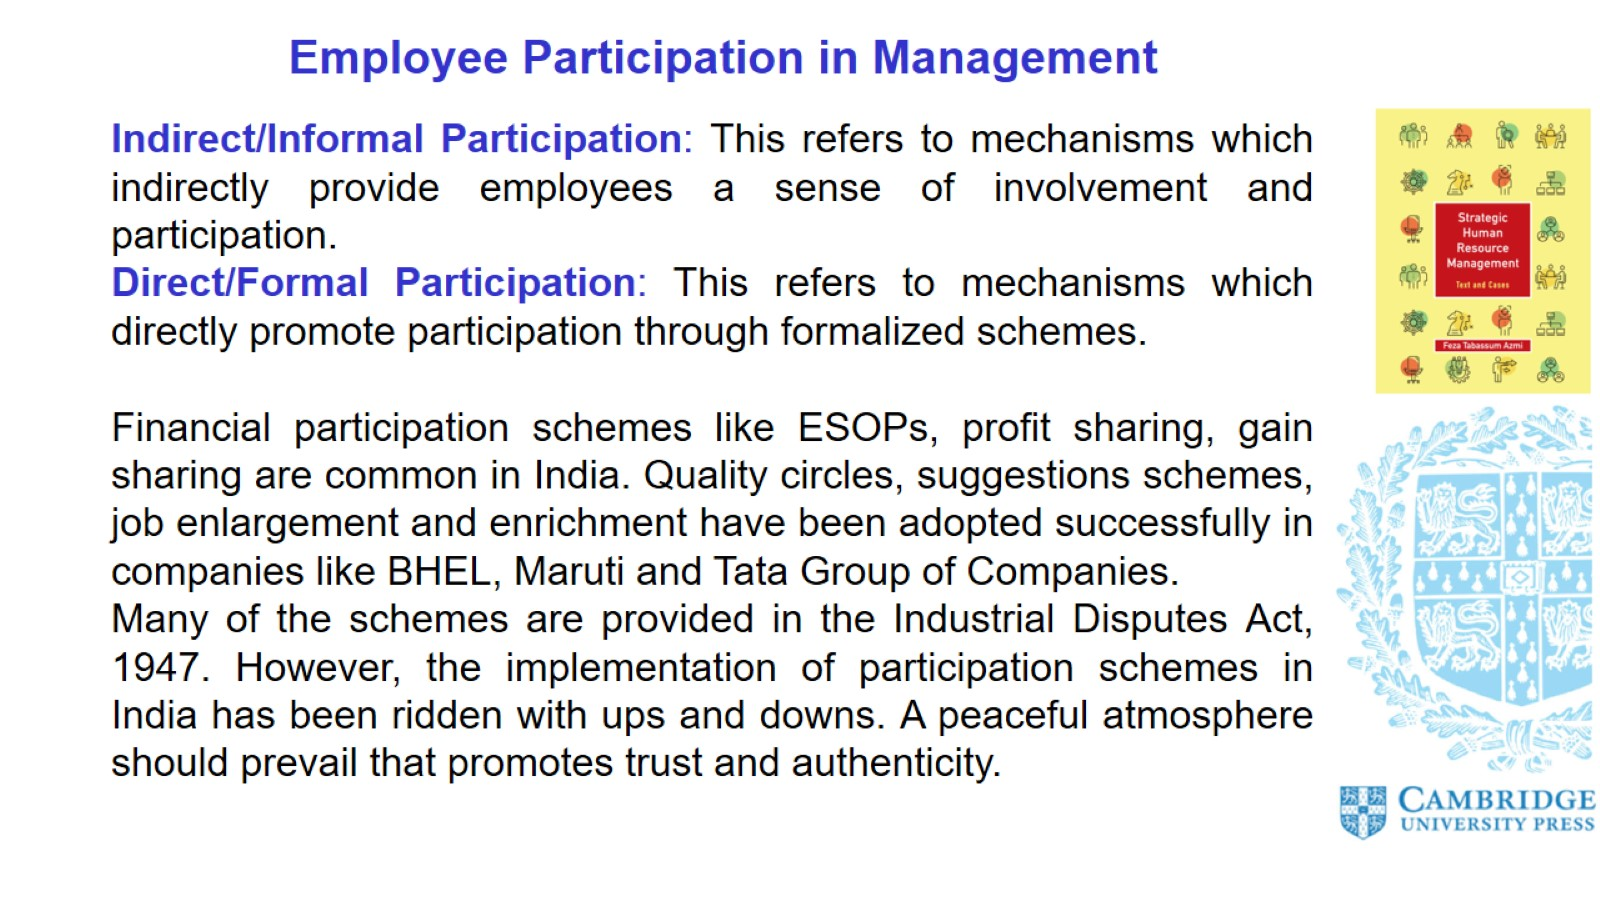 Employee Participation in Management
Indirect/Informal Participation: This refers to mechanisms which
indirectly provide employees a sense of involvement and
participation.
Direct/Formal Participation: This refers to mechanisms which
directly promote participation through formalized schemes.
Financial participation schemes like ESOPs, profit sharing, gain
sharing are common in India. Quality circles, suggestions schemes,
job enlargement and enrichment have been adopted successfully in
companies like BHEL, Maruti and Tata Group of Companies.
Many of the schemes are provided in the Industrial Disputes Act,
1947. However, the implementation of participation schemes in
India has been ridden with ups and downs. A peaceful atmosphere
should prevail that promotes trust and authenticity.
Strategic
Human
Resource
Management
Text and Cases
Feza Tabassum Azmi
CAMBRIDGE
UNIVERSITY PRESS